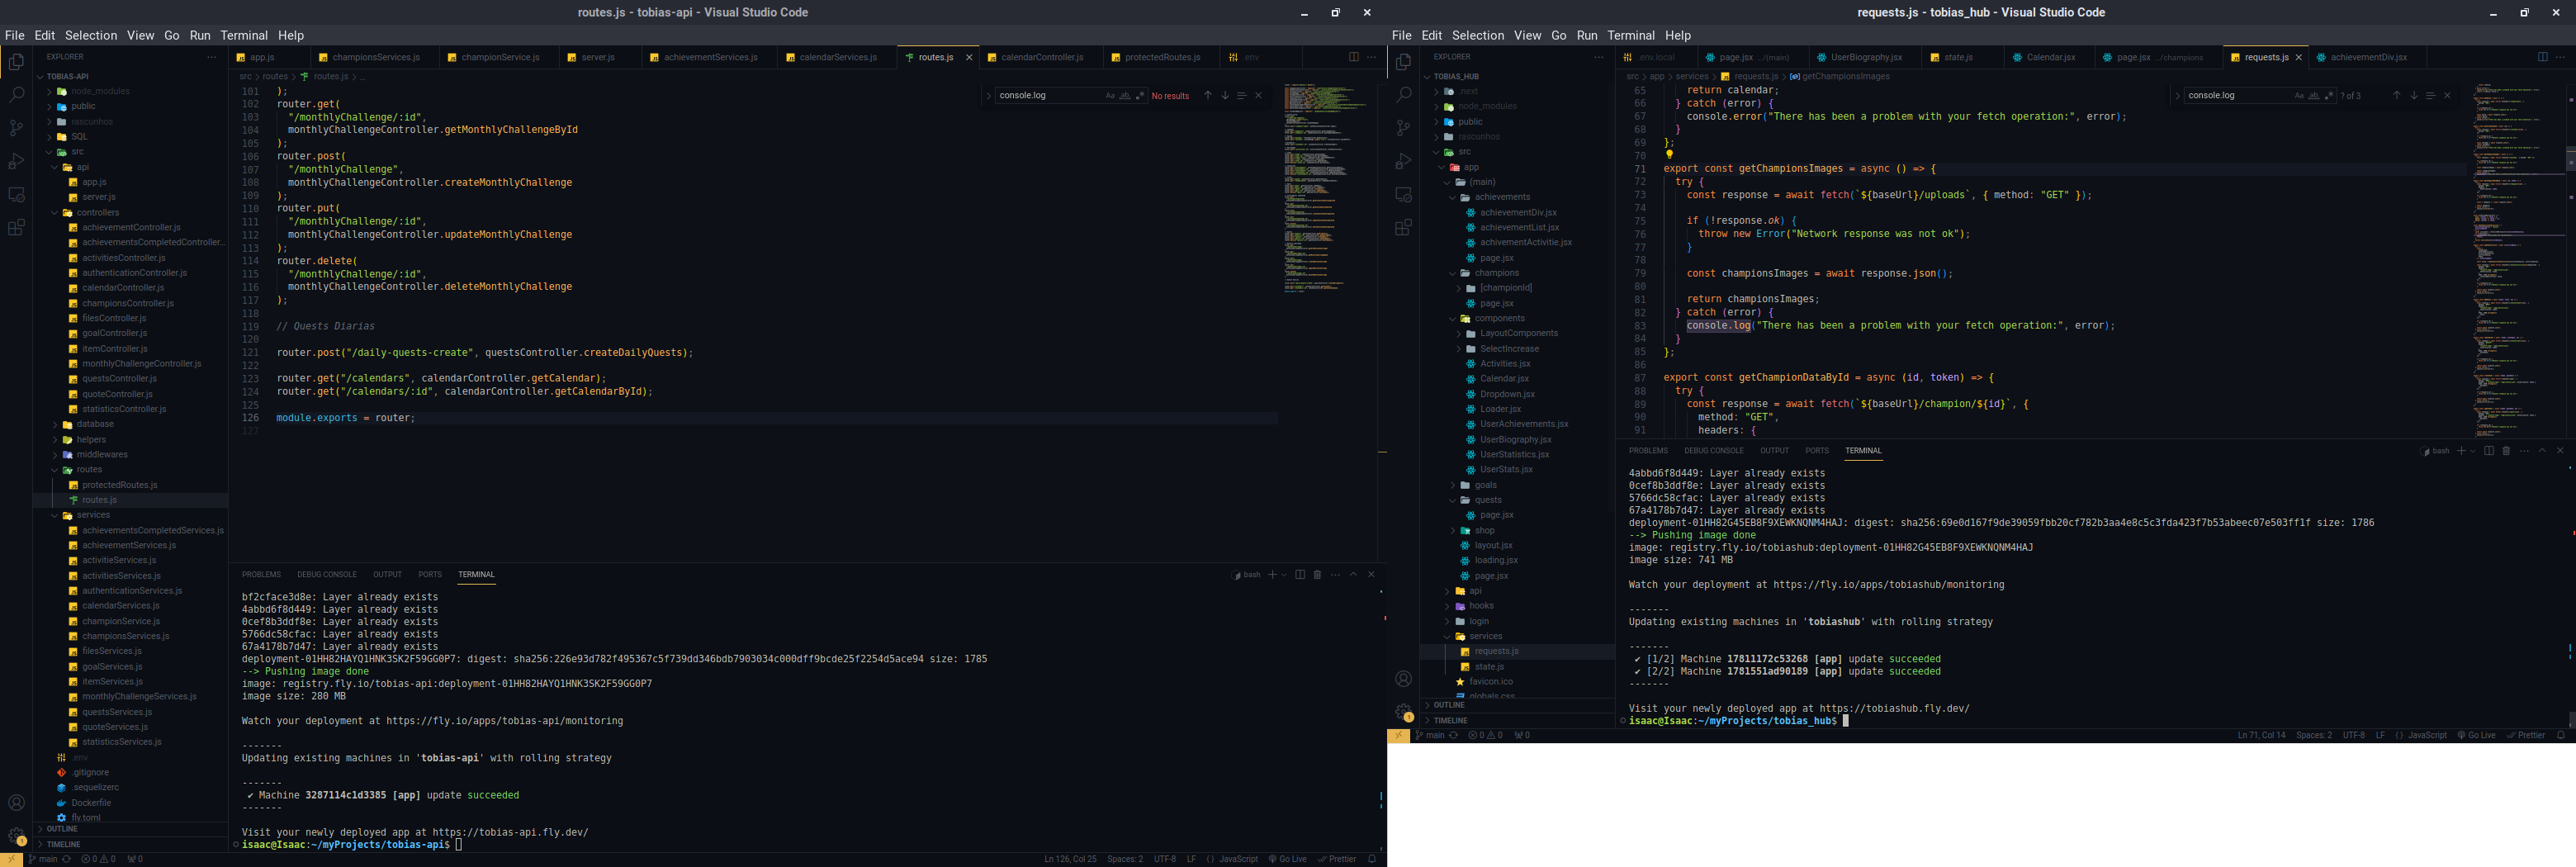 routes.js - tobias-api - Visual Studio Code
File Edit Selection View Go Run Terminal Help
EXPLORER
TOBIAS-API
node_modules
public
rascunhos
SQL
src
api
app.js
server.js
controllers
achievementController.js
achievementsCompletedController...
activitiesController.js
authenticationController.js
calendarController.js
championsController.js
filesController.js
goalController.js
itemController.js
monthlyChallengeController.js
questsController.js
quoteController.js
statisticsController.js
database
helpers
middlewares
routes
protectedRoutes.js
routes.js
services
achievementsCompletedServices.js
achievementServices.js
activitieServices.js
activitiesServices.js
authenticationServices.js
calendarServices.js
championService.js
championsServices.js
filesServices.js
goalServices.js
itemServices.js
monthlyChallengeServices.js
questsServices.js
quoteServices.js
statisticsServices.js
.env
.gitignore
.sequelizerc
Dockerfile
fly.toml
OUTLINE
TIMELINE
app.js championsServices.js championService.js server.js achievementServices.js calendarServices.js routes.js calendarController.js protectedRoutes.js .env
src > routes > routes.js > ...
console.log No results
101 );
102 router.get(
103 "/monthlyChallenge/:id",
104 monthlyChallengeController.getMonthlyChallengeById
105 );
106 router.post(
107 "/monthlyChallenge",
108 monthlyChallengeController.createMonthlyChallenge
109 );
110 router.put(
111 "/monthlyChallenge/:id",
112 monthlyChallengeController.updateMonthlyChallenge
113 );
114 router.delete(
115 "/monthlyChallenge/:id",
116 monthlyChallengeController.deleteMonthlyChallenge
117 );
118
119 // Quests Diarias
120
121 router.post("/daily-quests-create", questsController.createDailyQuests);
122
123 router.get("/calendars", calendarController.getCalendar);
124 router.get("/calendars/:id", calendarController.getCalendarById);
125
126 module.exports = router;
127
PROBLEMS DEBUG CONSOLE OUTPUT PORTS TERMINAL bash
bf2cface3d8e: Layer already exists
4abbd6f8d449: Layer already exists
0cef8b3ddf8e: Layer already exists
5766dc58cfac: Layer already exists
67a4178b7d47: Layer already exists
deployment-01HH82HAYQ1HNK3SK2F59GG0P7: digest: sha256:226e93d782f495367c5f739dd346bdb7903034c000dff9bcde25f2254d5ace94 size: 1785
--> Pushing image done
image: registry.fly.io/tobias-api:deployment-01HH82HAYQ1HNK3SK2F59GG0P7
image size: 280 MB
Watch your deployment at https://fly.io/apps/tobias-api/monitoring
-------
Updating existing machines in 'tobias-api' with rolling strategy
-------
✔ Machine 3287114c1d3385 [app] update succeeded
-------
Visit your newly deployed app at https://tobias-api.fly.dev/
isaac@Isaac:~/myProjects/tobias-api$
main 0 0 0 Ln 126, Col 25 Spaces: 2 UTF-8 LF {} JavaScript Go Live Prettier
requests.js - tobias_hub - Visual Studio Code
File Edit Selection View Go Run Terminal Help
EXPLORER
TOBIAS_HUB
.next
node_modules
public
rascunhos
src
app
(main)
achievements
achievementDiv.jsx
achievementList.jsx
achivementActivitie.jsx
page.jsx
champions
[championId]
page.jsx
components
LayoutComponents
SelectIncrease
Activities.jsx
Calendar.jsx
Dropdown.jsx
Loader.jsx
UserAchievements.jsx
UserBiography.jsx
UserStatistics.jsx
UserStats.jsx
goals
quests
page.jsx
shop
layout.jsx
loading.jsx
page.jsx
api
hooks
login
services
requests.js
state.js
favicon.ico
globals.css
OUTLINE
TIMELINE
.env.local page.jsx .../(main) UserBiography.jsx state.js Calendar.jsx page.jsx .../champions requests.js achievementDiv.jsx
src > app > services > requests.js > getChampionsImages
console.log ? of 3
65 return calendar;
66 } catch (error) {
67 console.error("There has been a problem with your fetch operation:", error);
68 }
69 };
70
71 export const getChampionsImages = async () => {
72 try {
73 const response = await fetch(`${baseUrl}/uploads`, { method: "GET" });
74
75 if (!response.ok) {
76 throw new Error("Network response was not ok");
77 }
78
79 const championsImages = await response.json();
80
81 return championsImages;
82 } catch (error) {
83 console.log("There has been a problem with your fetch operation:", error);
84 }
85 };
86
87 export const getChampionDataById = async (id, token) => {
88 try {
89 const response = await fetch(`${baseUrl}/champion/${id}`, {
90 method: "GET",
91 headers: {
PROBLEMS DEBUG CONSOLE OUTPUT PORTS TERMINAL bash
4abbd6f8d449: Layer already exists
0cef8b3ddf8e: Layer already exists
5766dc58cfac: Layer already exists
67a4178b7d47: Layer already exists
deployment-01HH82G45EB8F9XEWKNQNM4HAJ: digest: sha256:69e0d167f9de39059fbb20cf782b3aa4e8c5c3fda423f7b53abeec07e503ff1f size: 1786
--> Pushing image done
image: registry.fly.io/tobiashub:deployment-01HH82G45EB8F9XEWKNQNM4HAJ
image size: 741 MB
Watch your deployment at https://fly.io/apps/tobiashub/monitoring
-------
Updating existing machines in 'tobiashub' with rolling strategy
-------
✔ [1/2] Machine 17811172c53268 [app] update succeeded
✔ [2/2] Machine 1781551ad90189 [app] update succeeded
-------
Visit your newly deployed app at https://tobiashub.fly.dev/
isaac@Isaac:~/myProjects/tobias_hub$
main 0 0 0 Ln 71, Col 14 Spaces: 2 UTF-8 LF {} JavaScript Go Live Prettier